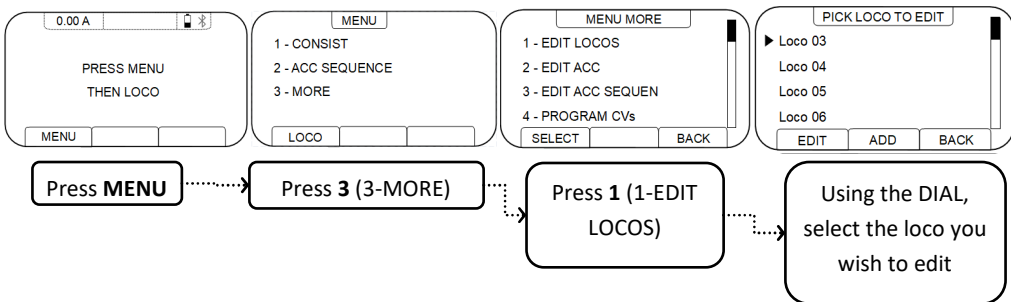 0.00 A
PRESS MENU
THEN LOCO
MENU
MENU
1 - CONSIST
2 - ACC SEQUENCE
3 - MORE
LOCO
MENU MORE
1 - EDIT LOCOS
2 - EDIT ACC
3 - EDIT ACC SEQUEN
4 - PROGRAM CVs
SELECT BACK
PICK LOCO TO EDIT
Loco 03
Loco 04
Loco 05
Loco 06
EDIT ADD BACK
Press MENU
Press 3 (3-MORE)
Press 1 (1-EDIT
LOCOS)
Using the DIAL,
select the loco you
wish to edit